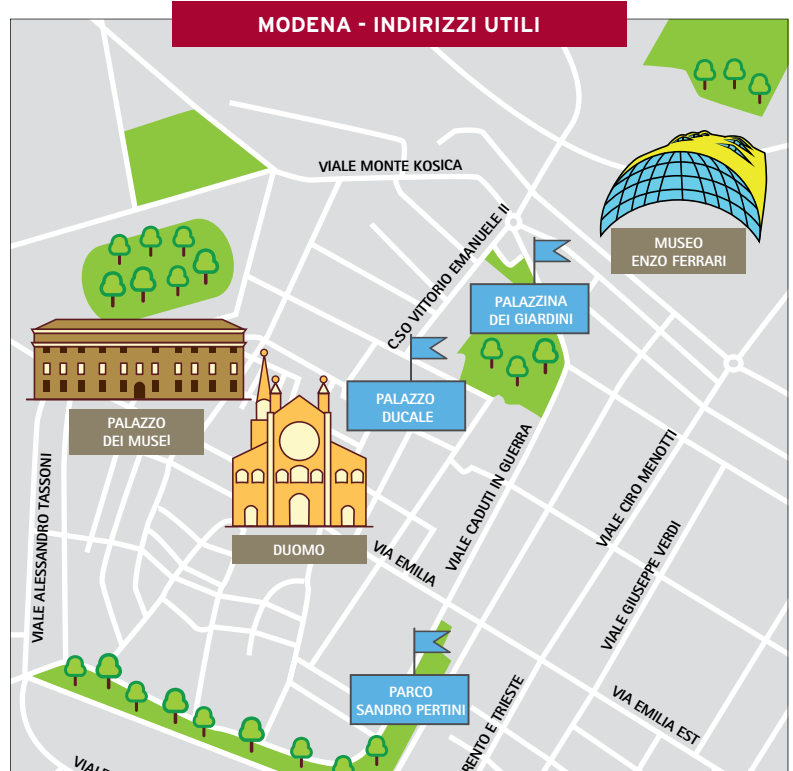 MODENA - INDIRIZZI UTILI
VIALE MONTE KOSICA
C.SO VITTORIO EMANUELE II
MUSEO
ENZO FERRARI
PALAZZINA
DEI GIARDINI
PALAZZO
DUCALE
PALAZZO
DEI MUSEI
DUOMO
VIALE ALESSANDRO TASSONI
VIA EMILIA
VIALE CADUTI IN GUERRA
VIALE CIRO MENOTTI
VIALE GIUSEPPE VERDI
PARCO
SANDRO PERTINI
VIA EMILIA EST
RENTO E TRIESTE
VIALE